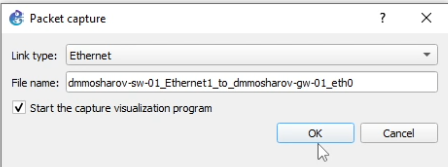 Packet capture
Link type: Ethernet
File name: dmmosharov-sw-01_Ethernet1_to_dmmosharov-gw-01_eth0
Start the capture visualization program
OK Cancel